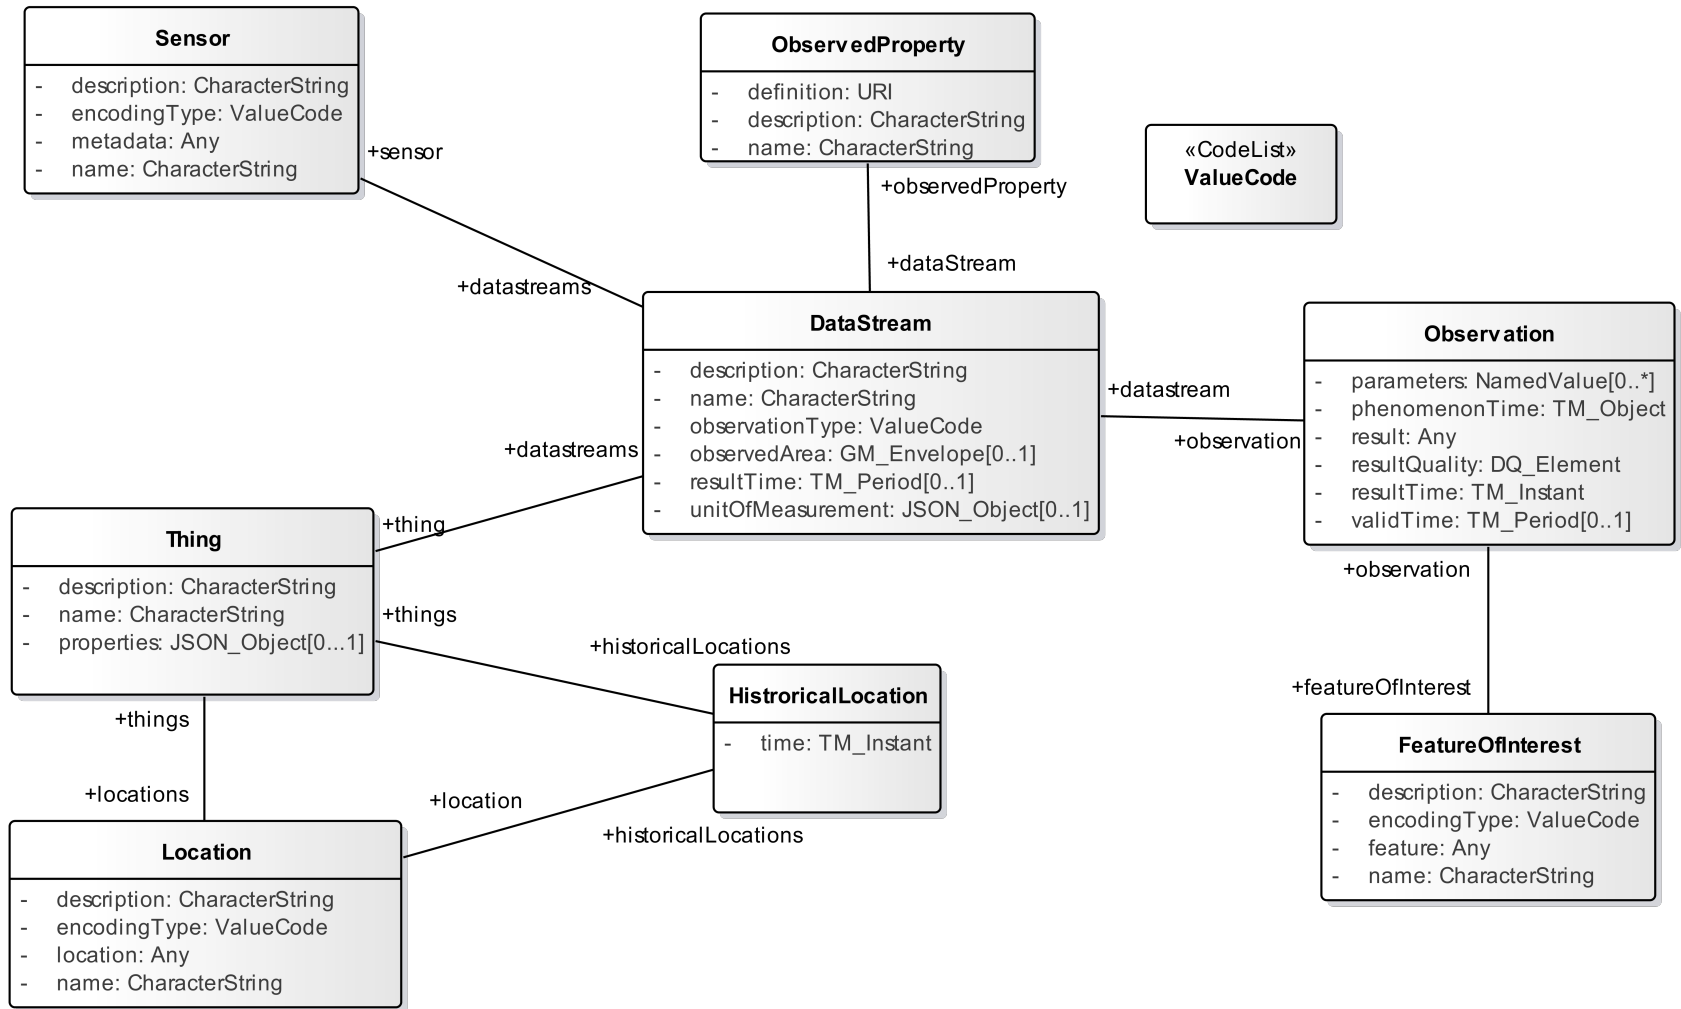 Sensor
- description: CharacterString
- encodingType: ValueCode
- metadata: Any
- name: CharacterString
+sensor
+datastreams
ObservedProperty
- definition: URI
- description: CharacterString
- name: CharacterString
+observedProperty
+dataStream
«CodeList»
ValueCode
DataStream
- description: CharacterString
- name: CharacterString
- observationType: ValueCode
- observedArea: GM_Envelope[0..1]
- resultTime: TM_Period[0..1]
- unitOfMeasurement: JSON_Object[0..1]
+datastream
+observation
Observation
- parameters: NamedValue[0..*]
- phenomenonTime: TM_Object
- result: Any
- resultQuality: DQ_Element
- resultTime: TM_Instant
- validTime: TM_Period[0..1]
+datastreams
+thing
Thing
- description: CharacterString
- name: CharacterString
- properties: JSON_Object[0...1]
+things
+historicalLocations
+observation
+featureOfInterest
HistroricalLocation
- time: TM_Instant
+things
+locations
+location
+historicalLocations
FeatureOfInterest
- description: CharacterString
- encodingType: ValueCode
- feature: Any
- name: CharacterString
Location
- description: CharacterString
- encodingType: ValueCode
- location: Any
- name: CharacterString